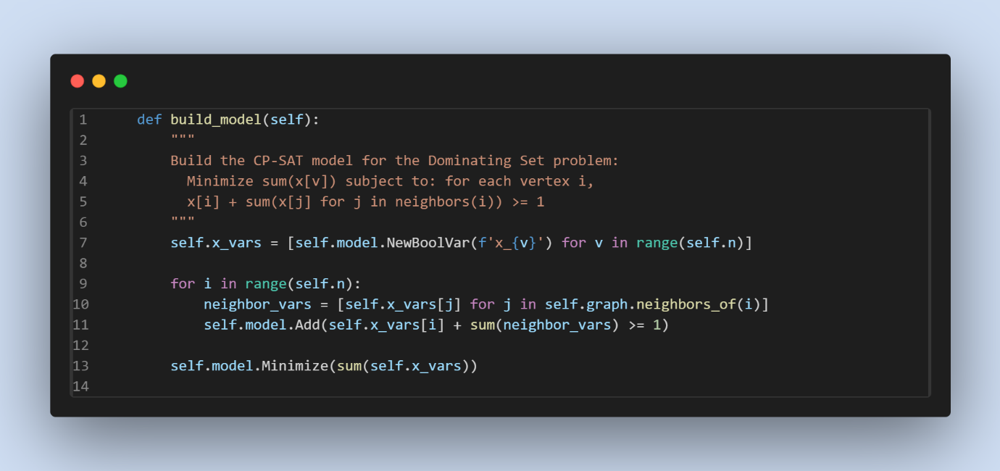 1 def build_model(self):
2 """
3 Build the CP-SAT model for the Dominating Set problem:
4 Minimize sum(x[v]) subject to: for each vertex i,
5 x[i] + sum(x[j] for j in neighbors(i)) >= 1
6 """
7 self.x_vars = [self.model.NewBoolVar(f'x_{v}') for v in range(self.n)]
8
9 for i in range(self.n):
10 neighbor_vars = [self.x_vars[j] for j in self.graph.neighbors_of(i)]
11 self.model.Add(self.x_vars[i] + sum(neighbor_vars) >= 1)
12
13 self.model.Minimize(sum(self.x_vars))
14